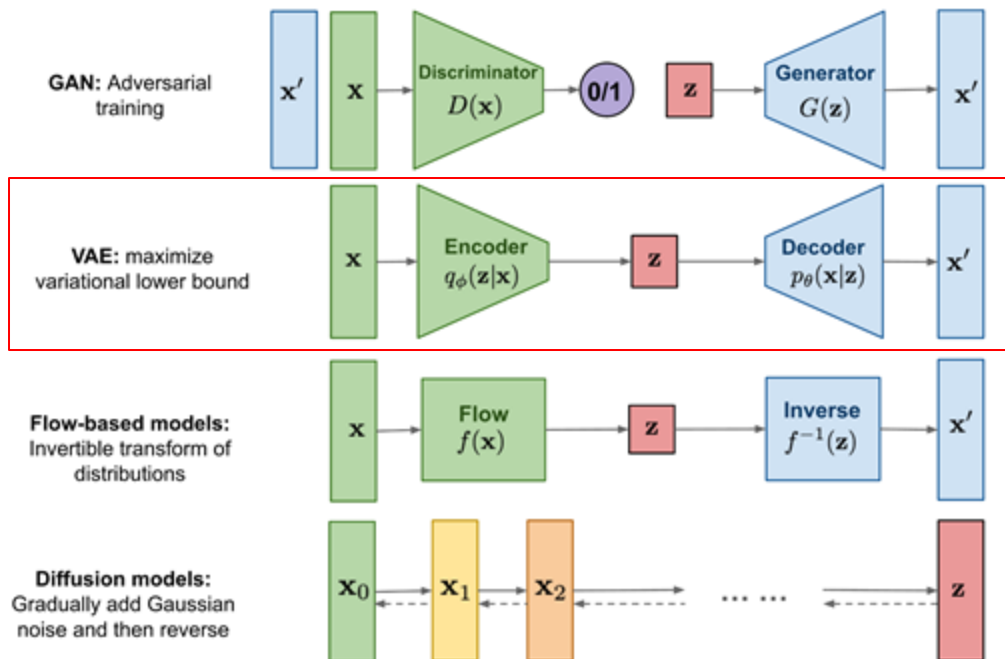 GAN: Adversarial
training
x′
x
Discriminator
D(x)
0/1
z
Generator
G(z)
x′
VAE: maximize
variational lower bound
x
Encoder
qϕ(z|x)
z
Decoder
pθ(x|z)
x′
Flow-based models:
Invertible transform of
distributions
x
Flow
f(x)
z
Inverse
f⁻¹(z)
x′
Diffusion models:
Gradually add Gaussian
noise and then reverse
x₀
x₁
x₂
... ...
z